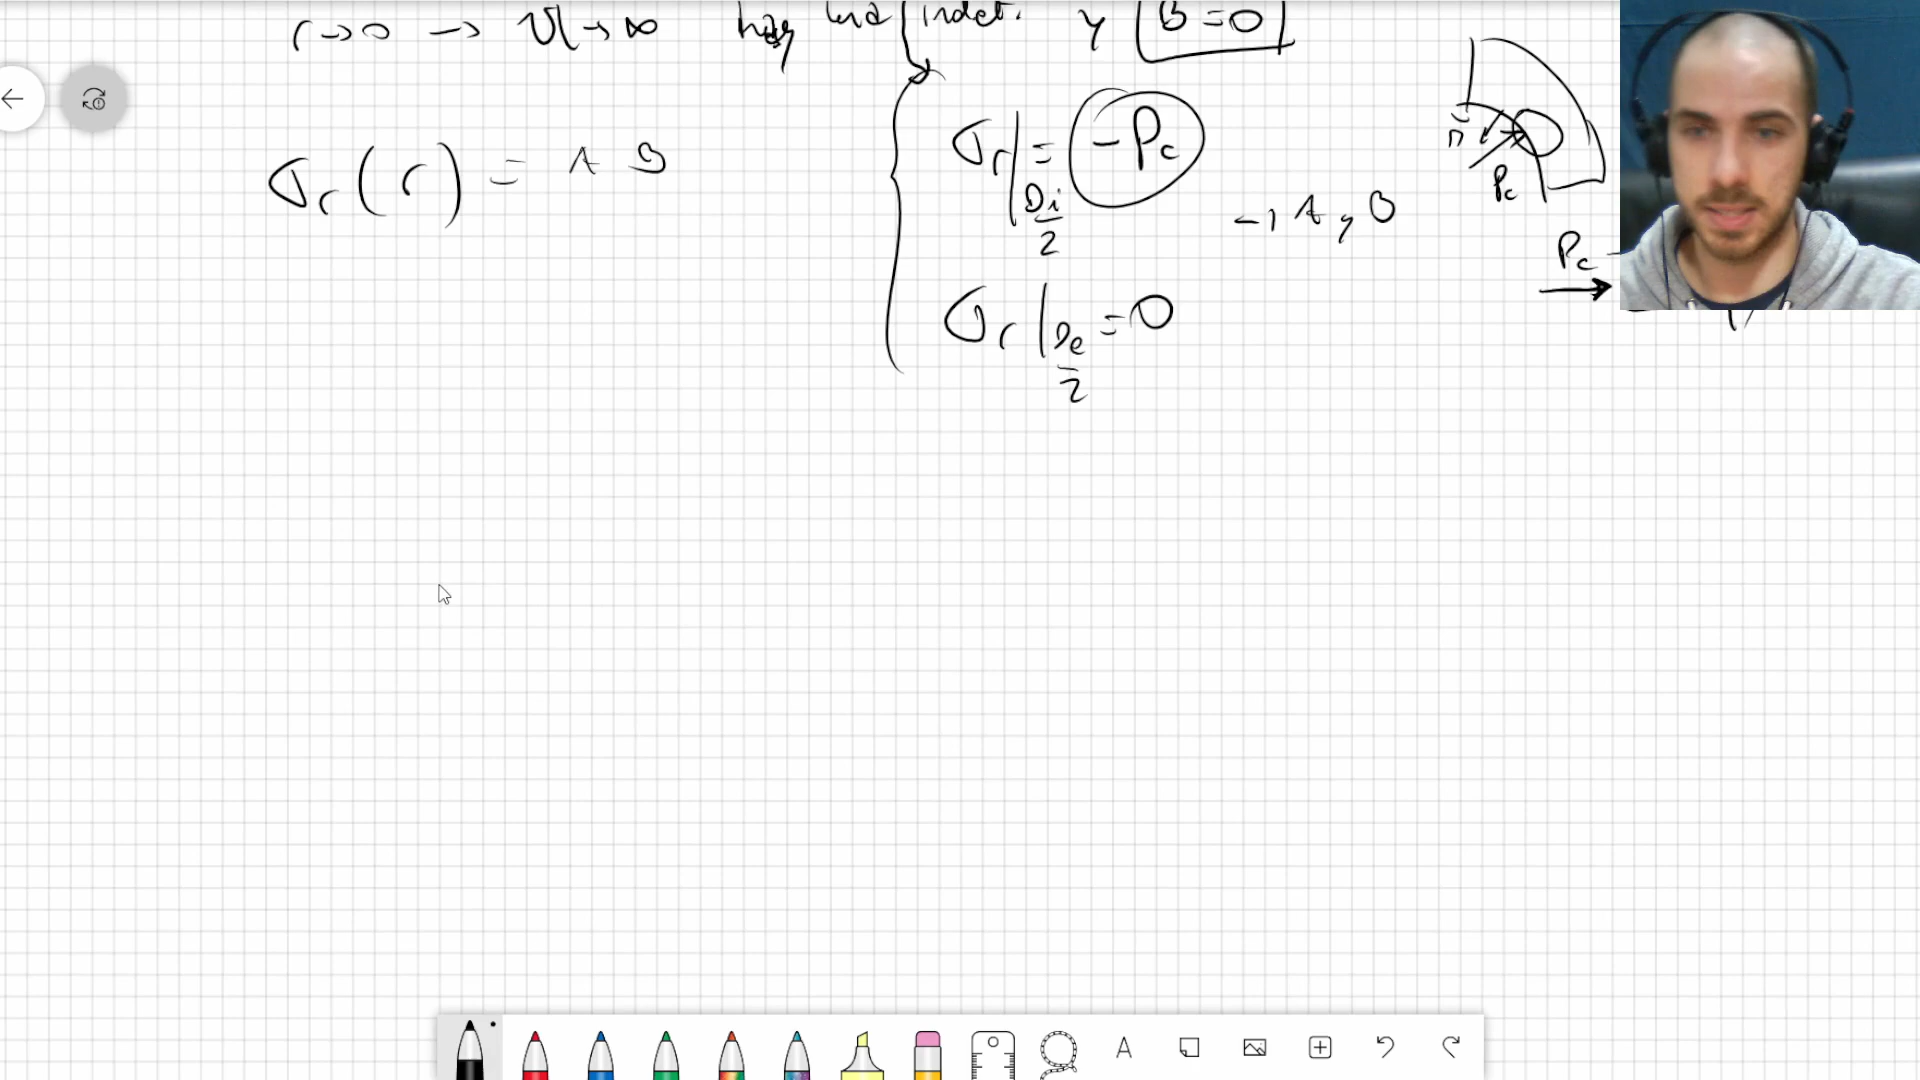 r→0 → U|→∞ hay una indet. y B=0
σr(r) = A B
σr|Di/2 = -Pc
→ A y B
σr|De/2 = 0
n
Pc
Pc
A